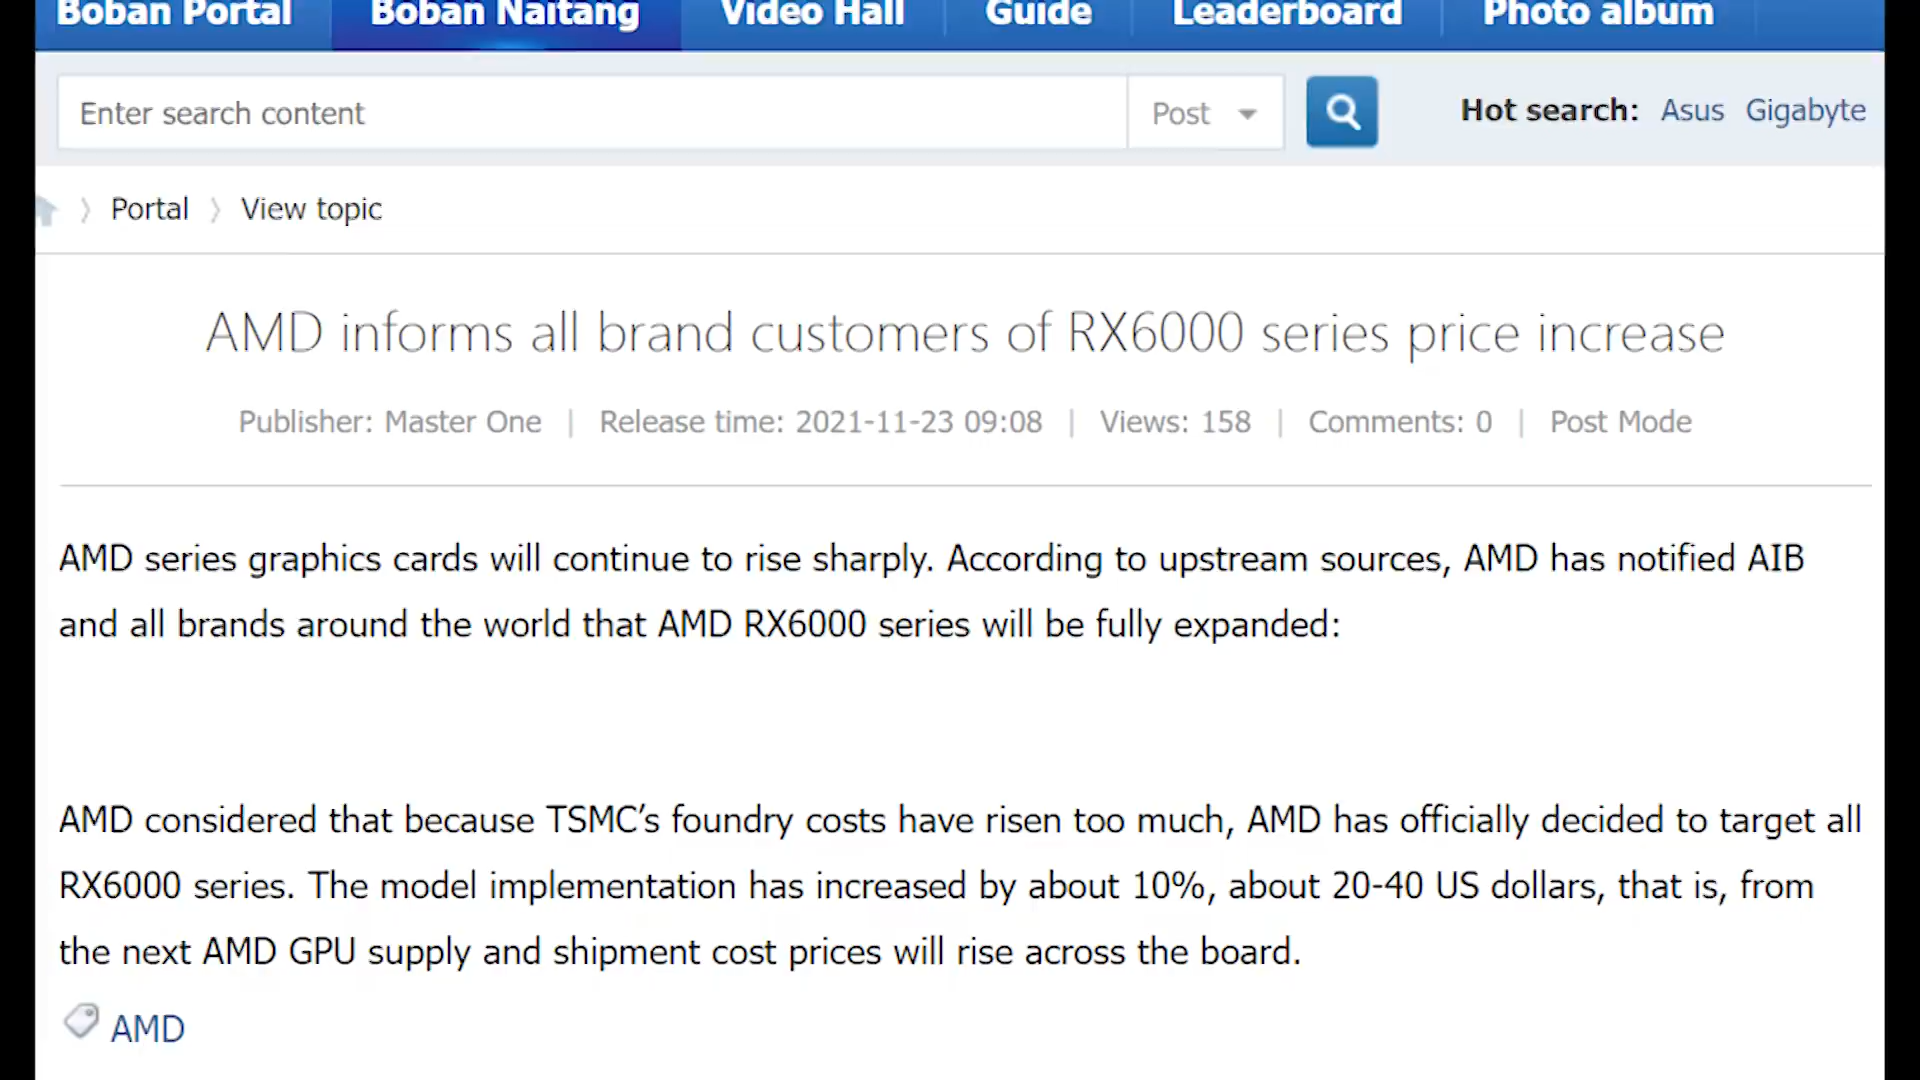 Boban Portal Boban Naitang Video Hall Guide Leaderboard Photo album
Enter search content Post Hot search: Asus Gigabyte
Portal View topic
AMD informs all brand customers of RX6000 series price increase
Publisher: Master One | Release time: 2021-11-23 09:08 | Views: 158 | Comments: 0 | Post Mode
AMD series graphics cards will continue to rise sharply. According to upstream sources, AMD has notified AIB
and all brands around the world that AMD RX6000 series will be fully expanded:
AMD considered that because TSMC’s foundry costs have risen too much, AMD has officially decided to target all
RX6000 series. The model implementation has increased by about 10%, about 20-40 US dollars, that is, from
the next AMD GPU supply and shipment cost prices will rise across the board.
AMD